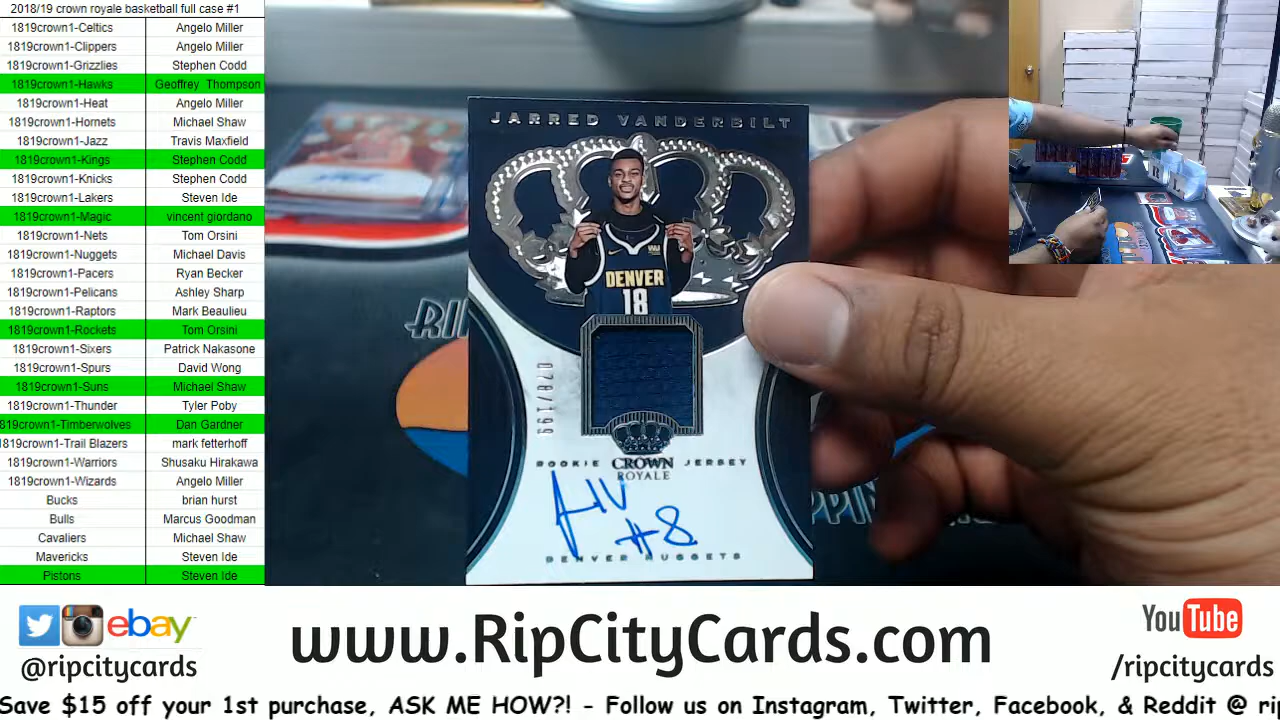 2018/19 crown royale basketball full case #1
1819crown1-Celtics Angelo Miller
1819crown1-Clippers Angelo Miller
1819crown1-Grizzlies Stephen Codd
1819crown1-Hawks Geoffrey Thompson
1819crown1-Heat Angelo Miller
1819crown1-Hornets Michael Shaw
1819crown1-Jazz Travis Maxfield
1819crown1-Kings Stephen Codd
1819crown1-Knicks Stephen Codd
1819crown1-Lakers Steven Ide
1819crown1-Magic vincent giordano
1819crown1-Nets Tom Orsini
1819crown1-Nuggets Michael Davis
1819crown1-Pacers Ryan Becker
1819crown1-Pelicans Ashley Sharp
1819crown1-Raptors Mark Beaulieu
1819crown1-Rockets Tom Orsini
1819crown1-Sixers Patrick Nakasone
1819crown1-Spurs David Wong
1819crown1-Suns Michael Shaw
1819crown1-Thunder Tyler Poby
1819crown1-Timberwolves Dan Gardner
1819crown1-Trail Blazers mark fetterhoff
1819crown1-Warriors Shusaku Hirakawa
1819crown1-Wizards Angelo Miller
Bucks brian hurst
Bulls Marcus Goodman
Cavaliers Michael Shaw
Mavericks Steven Ide
Pistons Steven Ide
JARRED VANDERBILT
DENVER
18
078/199
ROOKIE CROWN JERSEY
ROYALE
#8
DENVER NUGGETS
ebay
@ripcitycards
www.RipCityCards.com
YouTube
/ripcitycards
Save $15 off your 1st purchase, ASK ME HOW?! - Follow us on Instagram, Twitter, Facebook, & Reddit @ rip